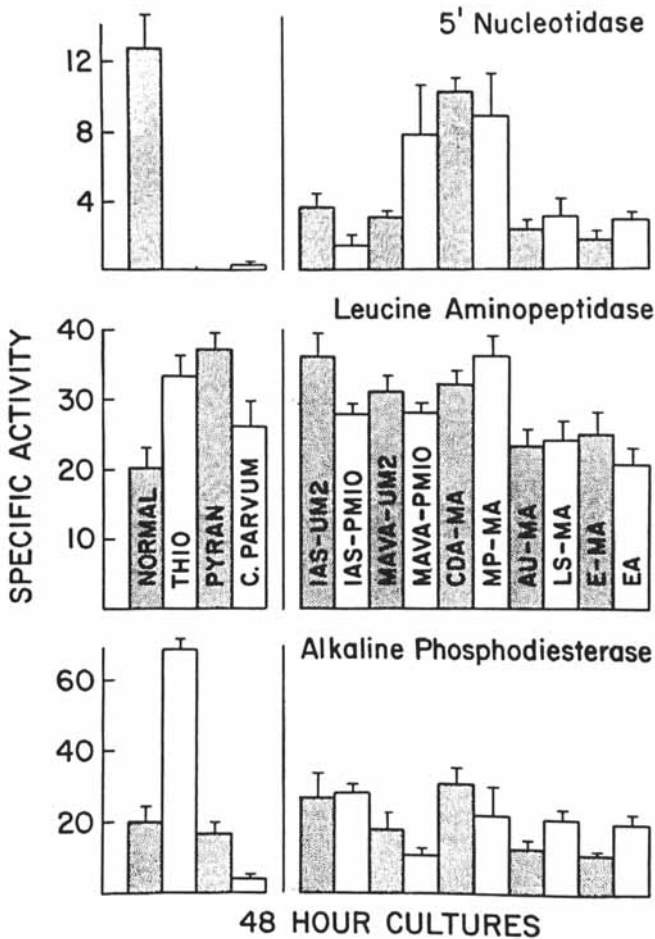 5' Nucleotidase
12
8
4
Leucine Aminopeptidase
40
30
20
10
SPECIFIC ACTIVITY
NORMAL
THIO
PYRAN
C. PARVUM
IAS-UM2
IAS-PMIO
MAVA-UM2
MAVA-PMIO
CDA-MA
MP-MA
AU-MA
LS-MA
E-MA
EA
Alkaline Phosphodiesterase
60
40
20
48 HOUR CULTURES